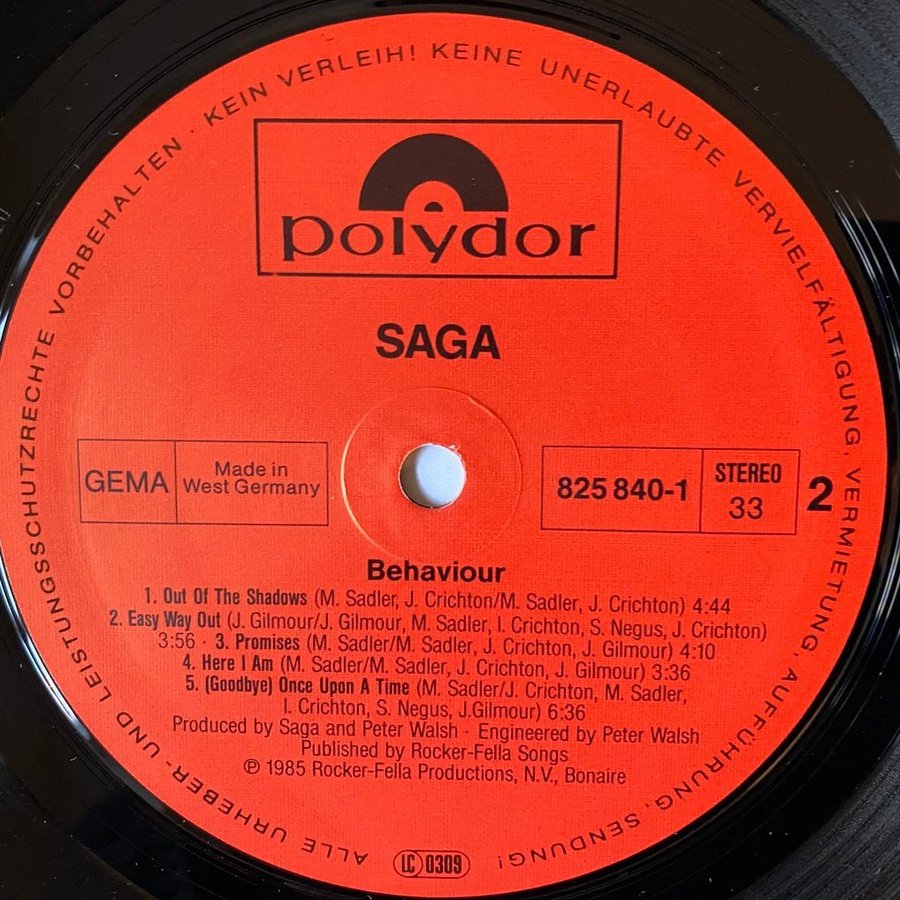 ALLE URHEBER- UND LEISTUNGSSCHUTZRECHTE VORBEHALTEN · KEIN VERLEIH! KEINE UNERLAUBTE VERVIELFÄLTIGUNG, VERMIETUNG, AUFFÜHRUNG, SENDUNG!
polydor
SAGA
GEMA
Made in
West Germany
825 840-1
STEREO
33
2
Behaviour
1. Out Of The Shadows (M. Sadler, J. Crichton/M. Sadler, J. Crichton) 4:44
2. Easy Way Out (J. Gilmour/J. Gilmour, M. Sadler, I. Crichton, S. Negus, J. Crichton)
3:56 · 3. Promises (M. Sadler/M. Sadler, J. Crichton, J. Gilmour) 4:10
4. Here I Am (M. Sadler/M. Sadler, J. Crichton, J. Gilmour) 3:36
5. (Goodbye) Once Upon A Time (M. Sadler/J. Crichton, M. Sadler,
I. Crichton, S. Negus, J.Gilmour) 6:36
Produced by Saga and Peter Walsh · Engineered by Peter Walsh
Published by Rocker-Fella Songs
℗ 1985 Rocker-Fella Productions, N.V., Bonaire
LC 0309